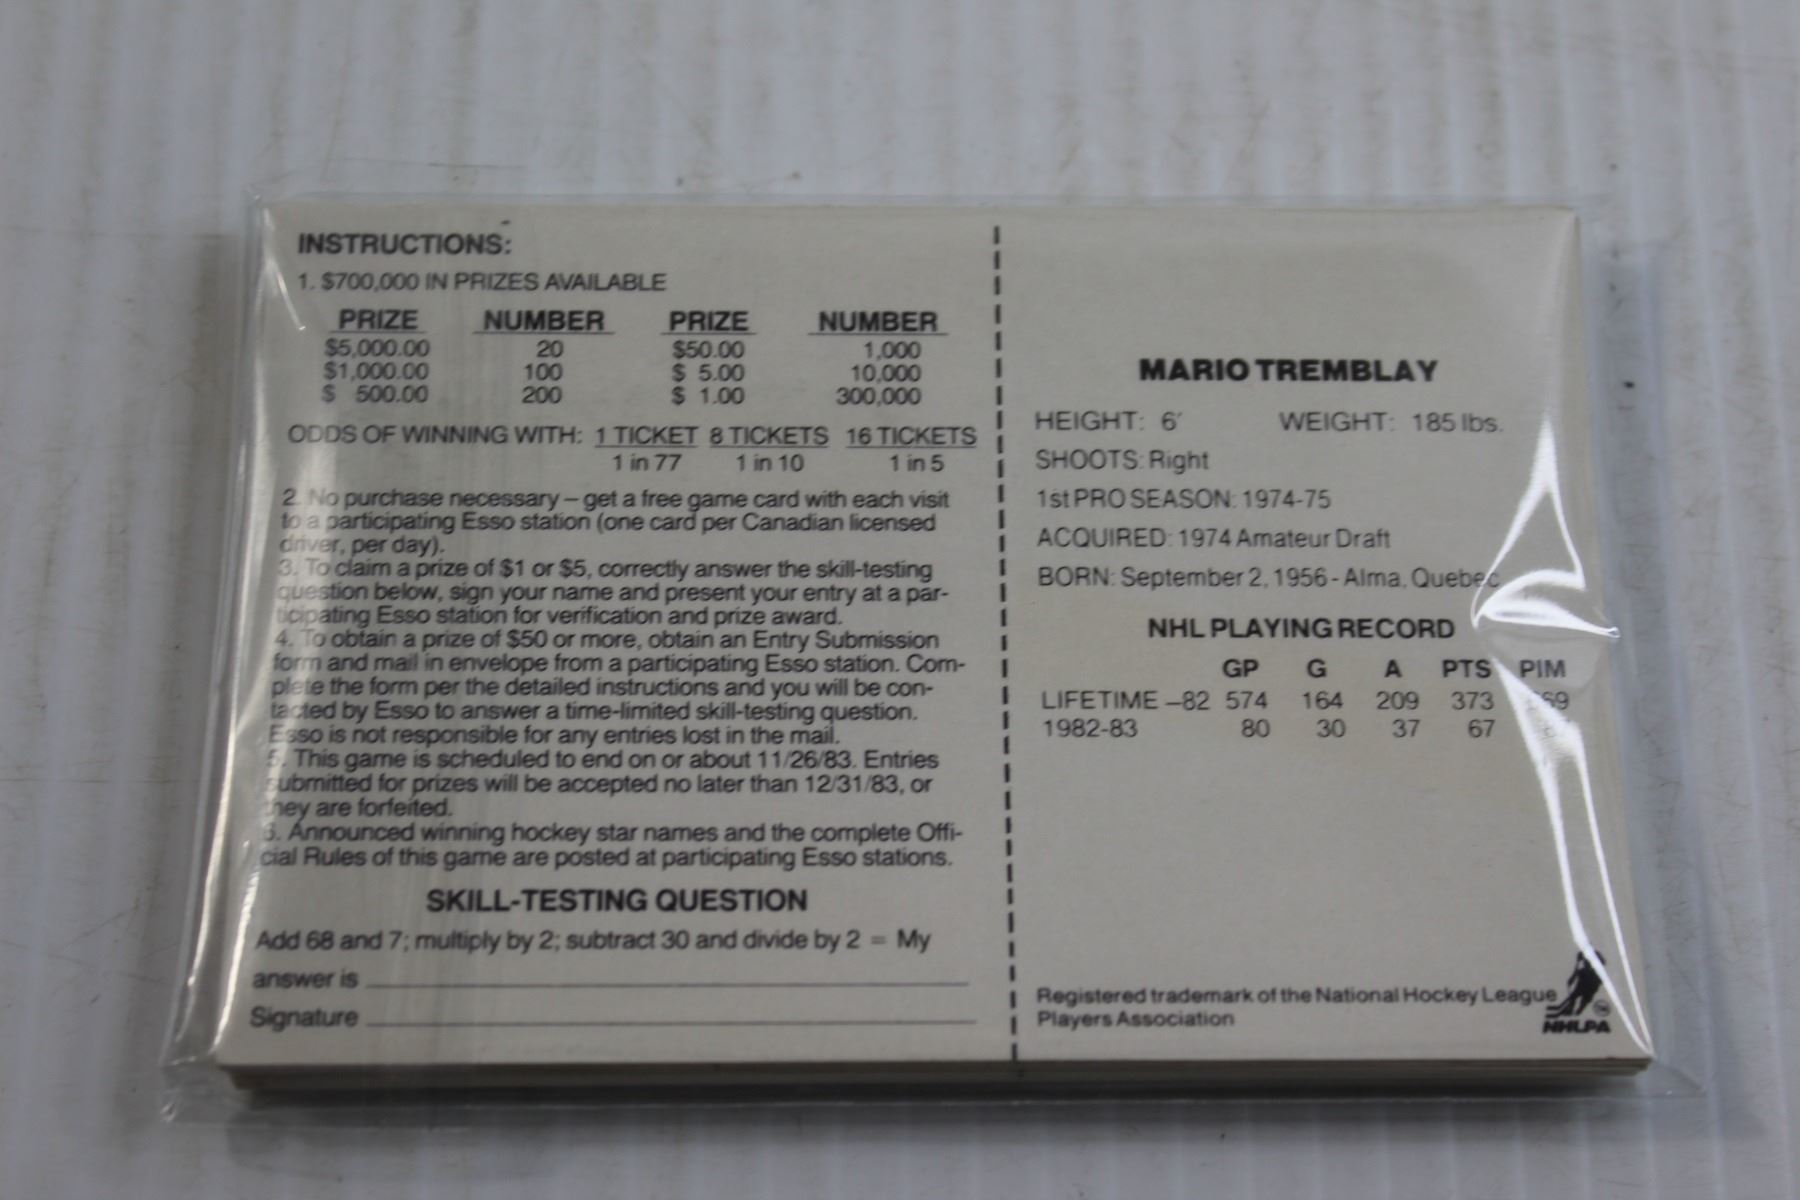 INSTRUCTIONS:
1. $700,000 IN PRIZES AVAILABLE
PRIZE NUMBER PRIZE NUMBER
$5,000.00 20 $50.00 1,000
$1,000.00 100 $ 5.00 10,000
$ 500.00 200 $ 1.00 300,000
ODDS OF WINNING WITH: 1 TICKET 8 TICKETS 16 TICKETS
1 in 77 1 in 10 1 in 5
2. No purchase necessary – get a free game card with each visit
to a participating Esso station (one card per Canadian licensed
driver, per day).
3. To claim a prize of $1 or $5, correctly answer the skill-testing
question below, sign your name and present your entry at a par-
ticipating Esso station for verification and prize award.
4. To obtain a prize of $50 or more, obtain an Entry Submission
form and mail in envelope from a participating Esso station. Com-
plete the form per the detailed instructions and you will be con-
tacted by Esso to answer a time-limited skill-testing question.
Esso is not responsible for any entries lost in the mail.
5. This game is scheduled to end on or about 11/26/83. Entries
submitted for prizes will be accepted no later than 12/31/83, or
they are forfeited.
6. Announced winning hockey star names and the complete Offi-
cial Rules of this game are posted at participating Esso stations.
SKILL-TESTING QUESTION
Add 68 and 7; multiply by 2; subtract 30 and divide by 2 = My
answer is
Signature
MARIO TREMBLAY
HEIGHT: 6' WEIGHT: 185 lbs.
SHOOTS: Right
1st PRO SEASON: 1974-75
ACQUIRED: 1974 Amateur Draft
BORN: September 2, 1956 - Alma, Quebec
NHL PLAYING RECORD
GP G A PTS PIM
LIFETIME –82 574 164 209 373
1982-83 80 30 37 67
Registered trademark of the National Hockey League
Players Association
NHLPA